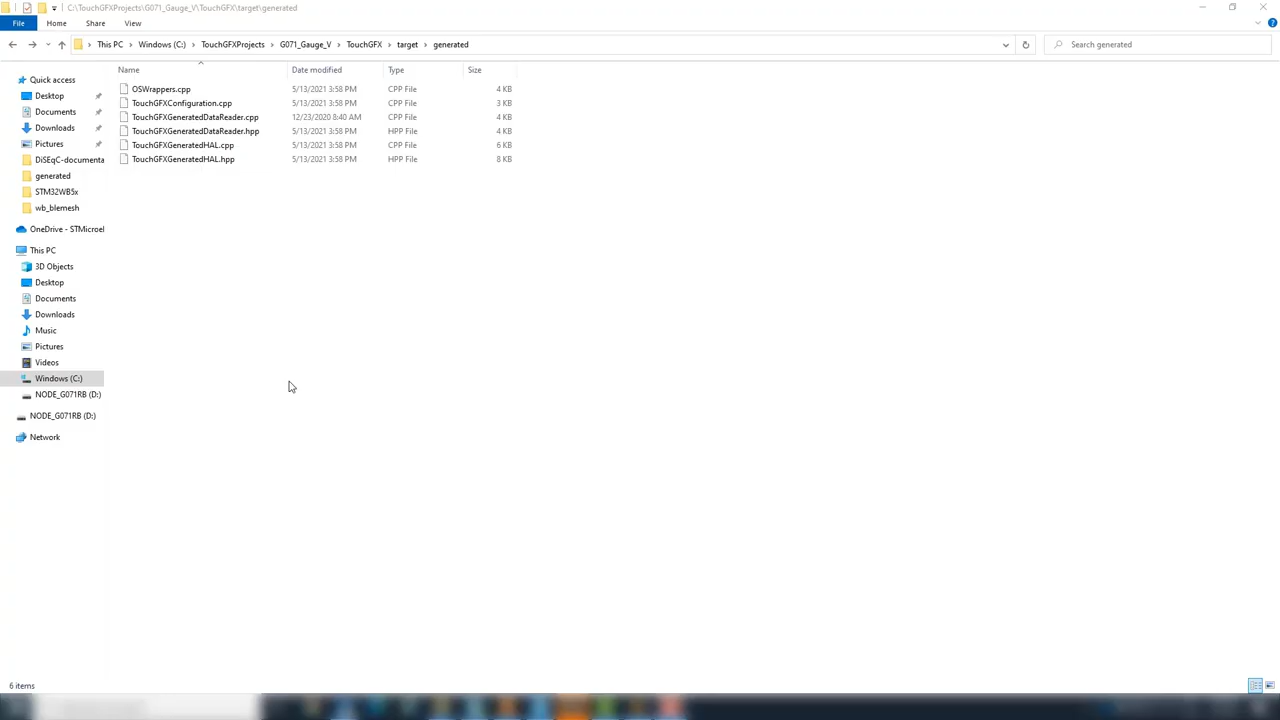 C:\TouchGFXProjects\G071_Gauge_V\TouchGFX\target\generated
File Home Share View
This PC Windows (C:) TouchGFXProjects G071_Gauge_V TouchGFX target generated Search generated
Name Date modified Type Size
Quick access
Desktop
Documents
Downloads
Pictures
DiSEqC-documenta
generated
STM32WB5x
wb_blemesh
OneDrive - STMicroel
This PC
3D Objects
Desktop
Documents
Downloads
Music
Pictures
Videos
Windows (C:)
NODE_G071RB (D:)
NODE_G071RB (D:)
Network
OSWrappers.cpp 5/13/2021 3:58 PM CPP File 4 KB
TouchGFXConfiguration.cpp 5/13/2021 3:58 PM CPP File 3 KB
TouchGFXGeneratedDataReader.cpp 12/23/2020 8:40 AM CPP File 4 KB
TouchGFXGeneratedDataReader.hpp 5/13/2021 3:58 PM HPP File 4 KB
TouchGFXGeneratedHAL.cpp 5/13/2021 3:58 PM CPP File 6 KB
TouchGFXGeneratedHAL.hpp 5/13/2021 3:58 PM HPP File 8 KB
6 items